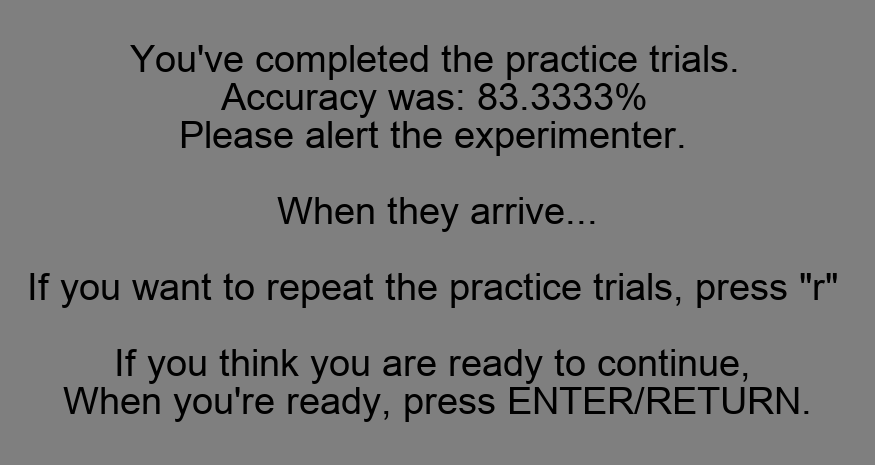 You've completed the practice trials.
Accuracy was: 83.3333%
Please alert the experimenter.
When they arrive...
If you want to repeat the practice trials, press "r"
If you think you are ready to continue,
When you're ready, press ENTER/RETURN.